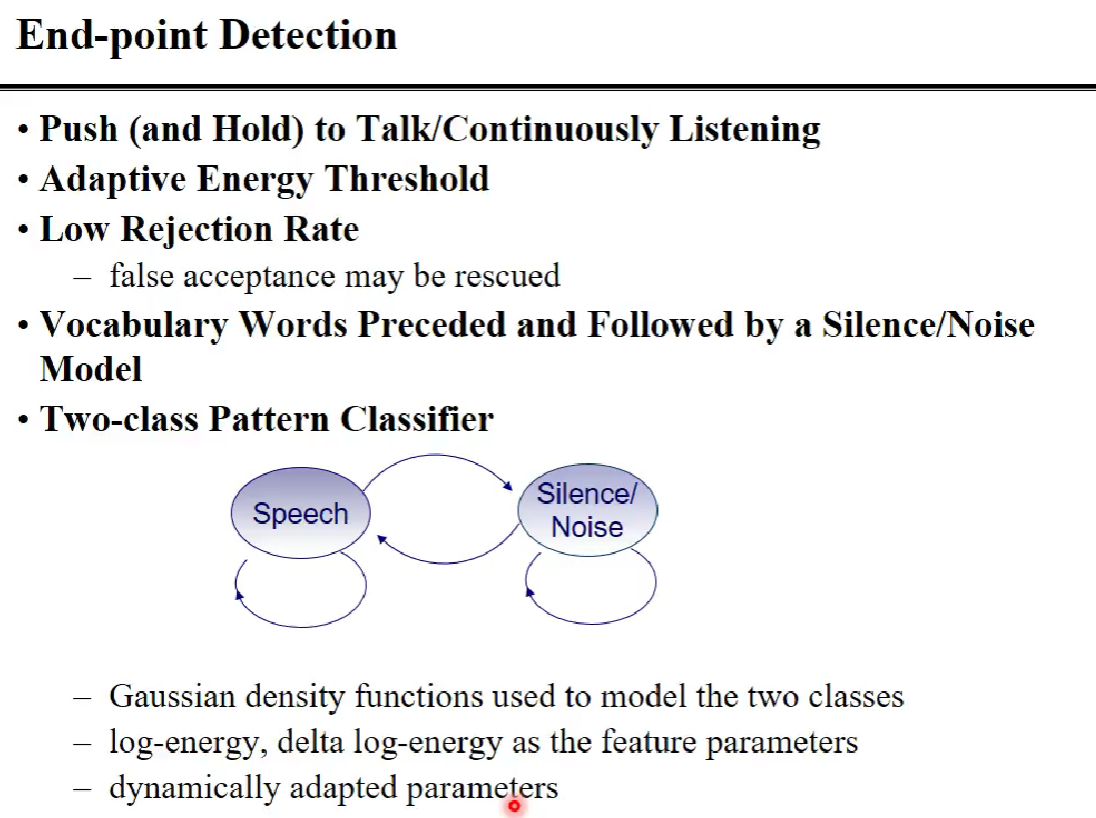 End-point Detection
• Push (and Hold) to Talk/Continuously Listening
• Adaptive Energy Threshold
• Low Rejection Rate
– false acceptance may be rescued
• Vocabulary Words Preceded and Followed by a Silence/Noise
Model
• Two-class Pattern Classifier
Speech
Silence/
Noise
– Gaussian density functions used to model the two classes
– log-energy, delta log-energy as the feature parameters
– dynamically adapted parameters